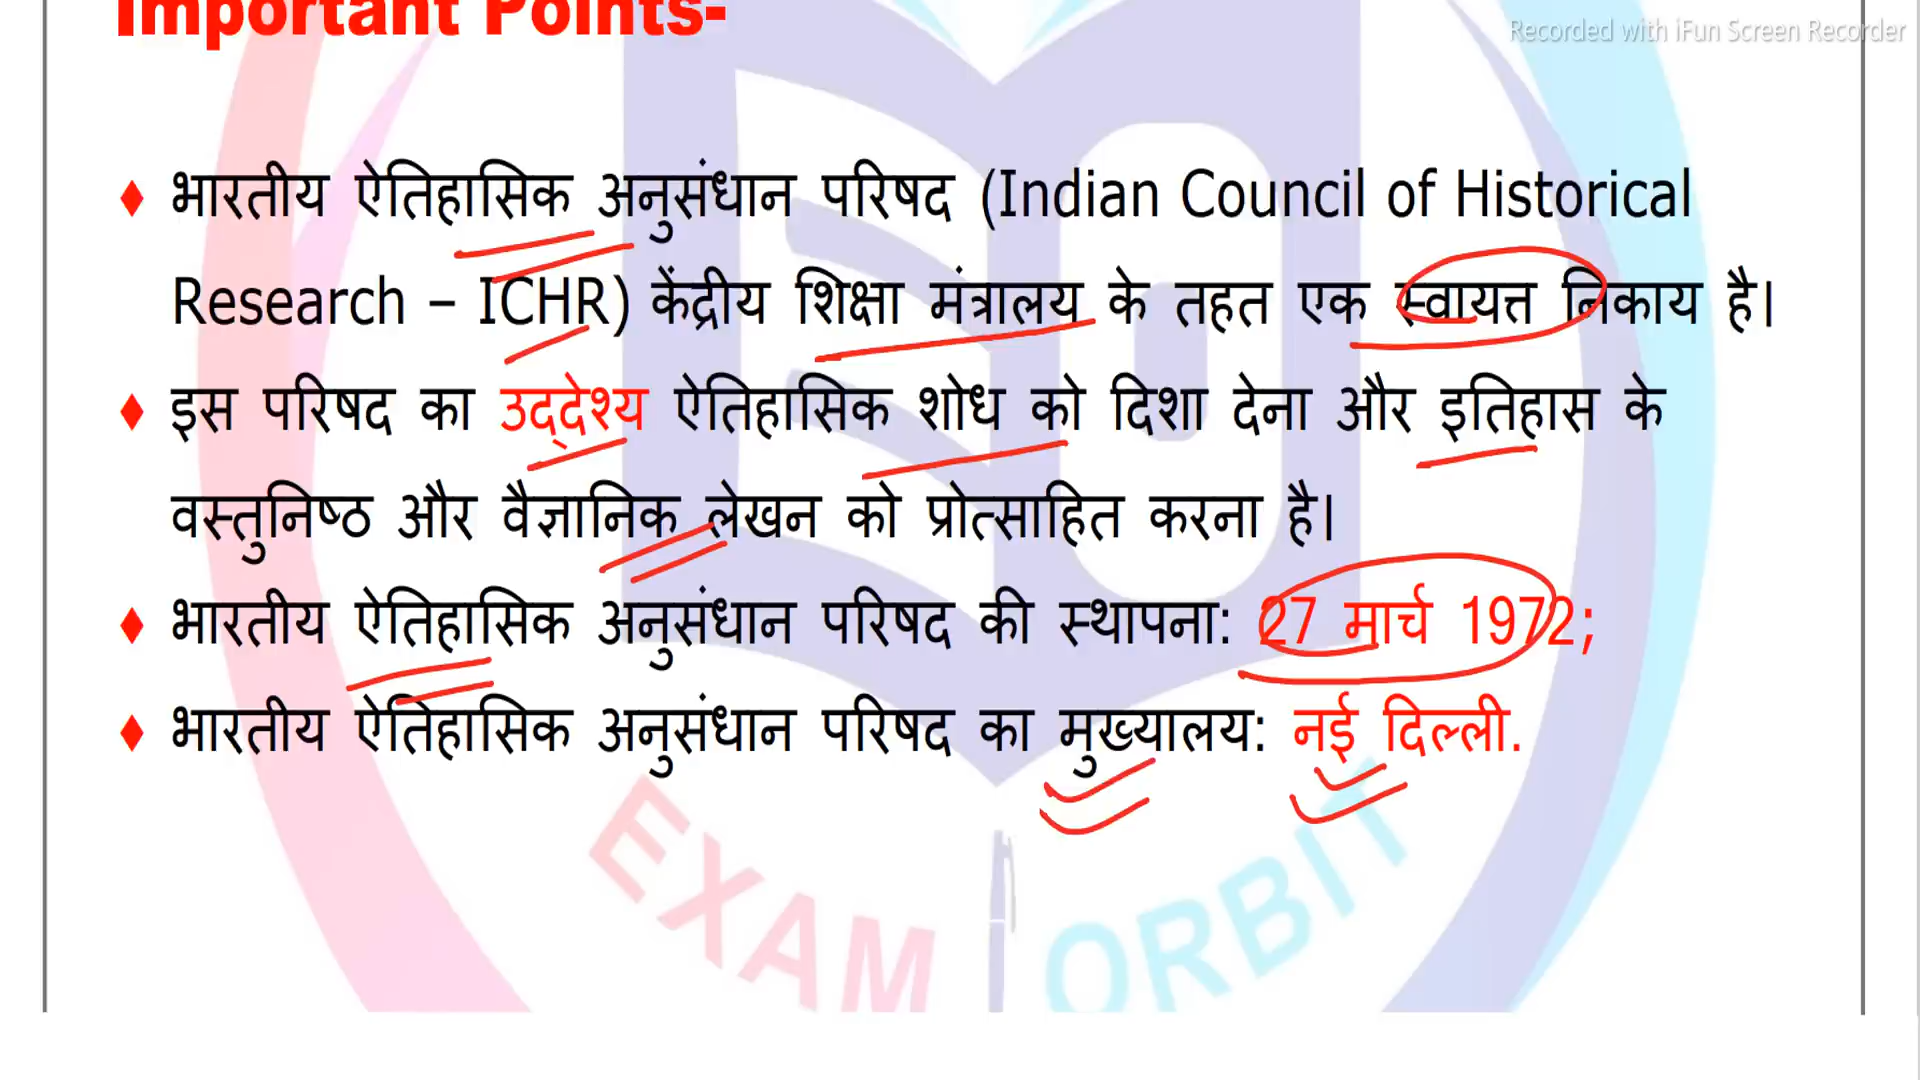 Important Points-
Recorded with iFun Screen Recorder
♦ भारतीय ऐतिहासिक अनुसंधान परिषद (Indian Council of Historical
Research – ICHR) केंद्रीय शिक्षा मंत्रालय के तहत एक स्वायत्त निकाय है।
♦ इस परिषद का उद्देश्य ऐतिहासिक शोध को दिशा देना और इतिहास के
वस्तुनिष्ठ और वैज्ञानिक लेखन को प्रोत्साहित करना है।
♦ भारतीय ऐतिहासिक अनुसंधान परिषद की स्थापना: 27 मार्च 1972;
♦ भारतीय ऐतिहासिक अनुसंधान परिषद का मुख्यालय: नई दिल्ली.
EXAM ORBIT